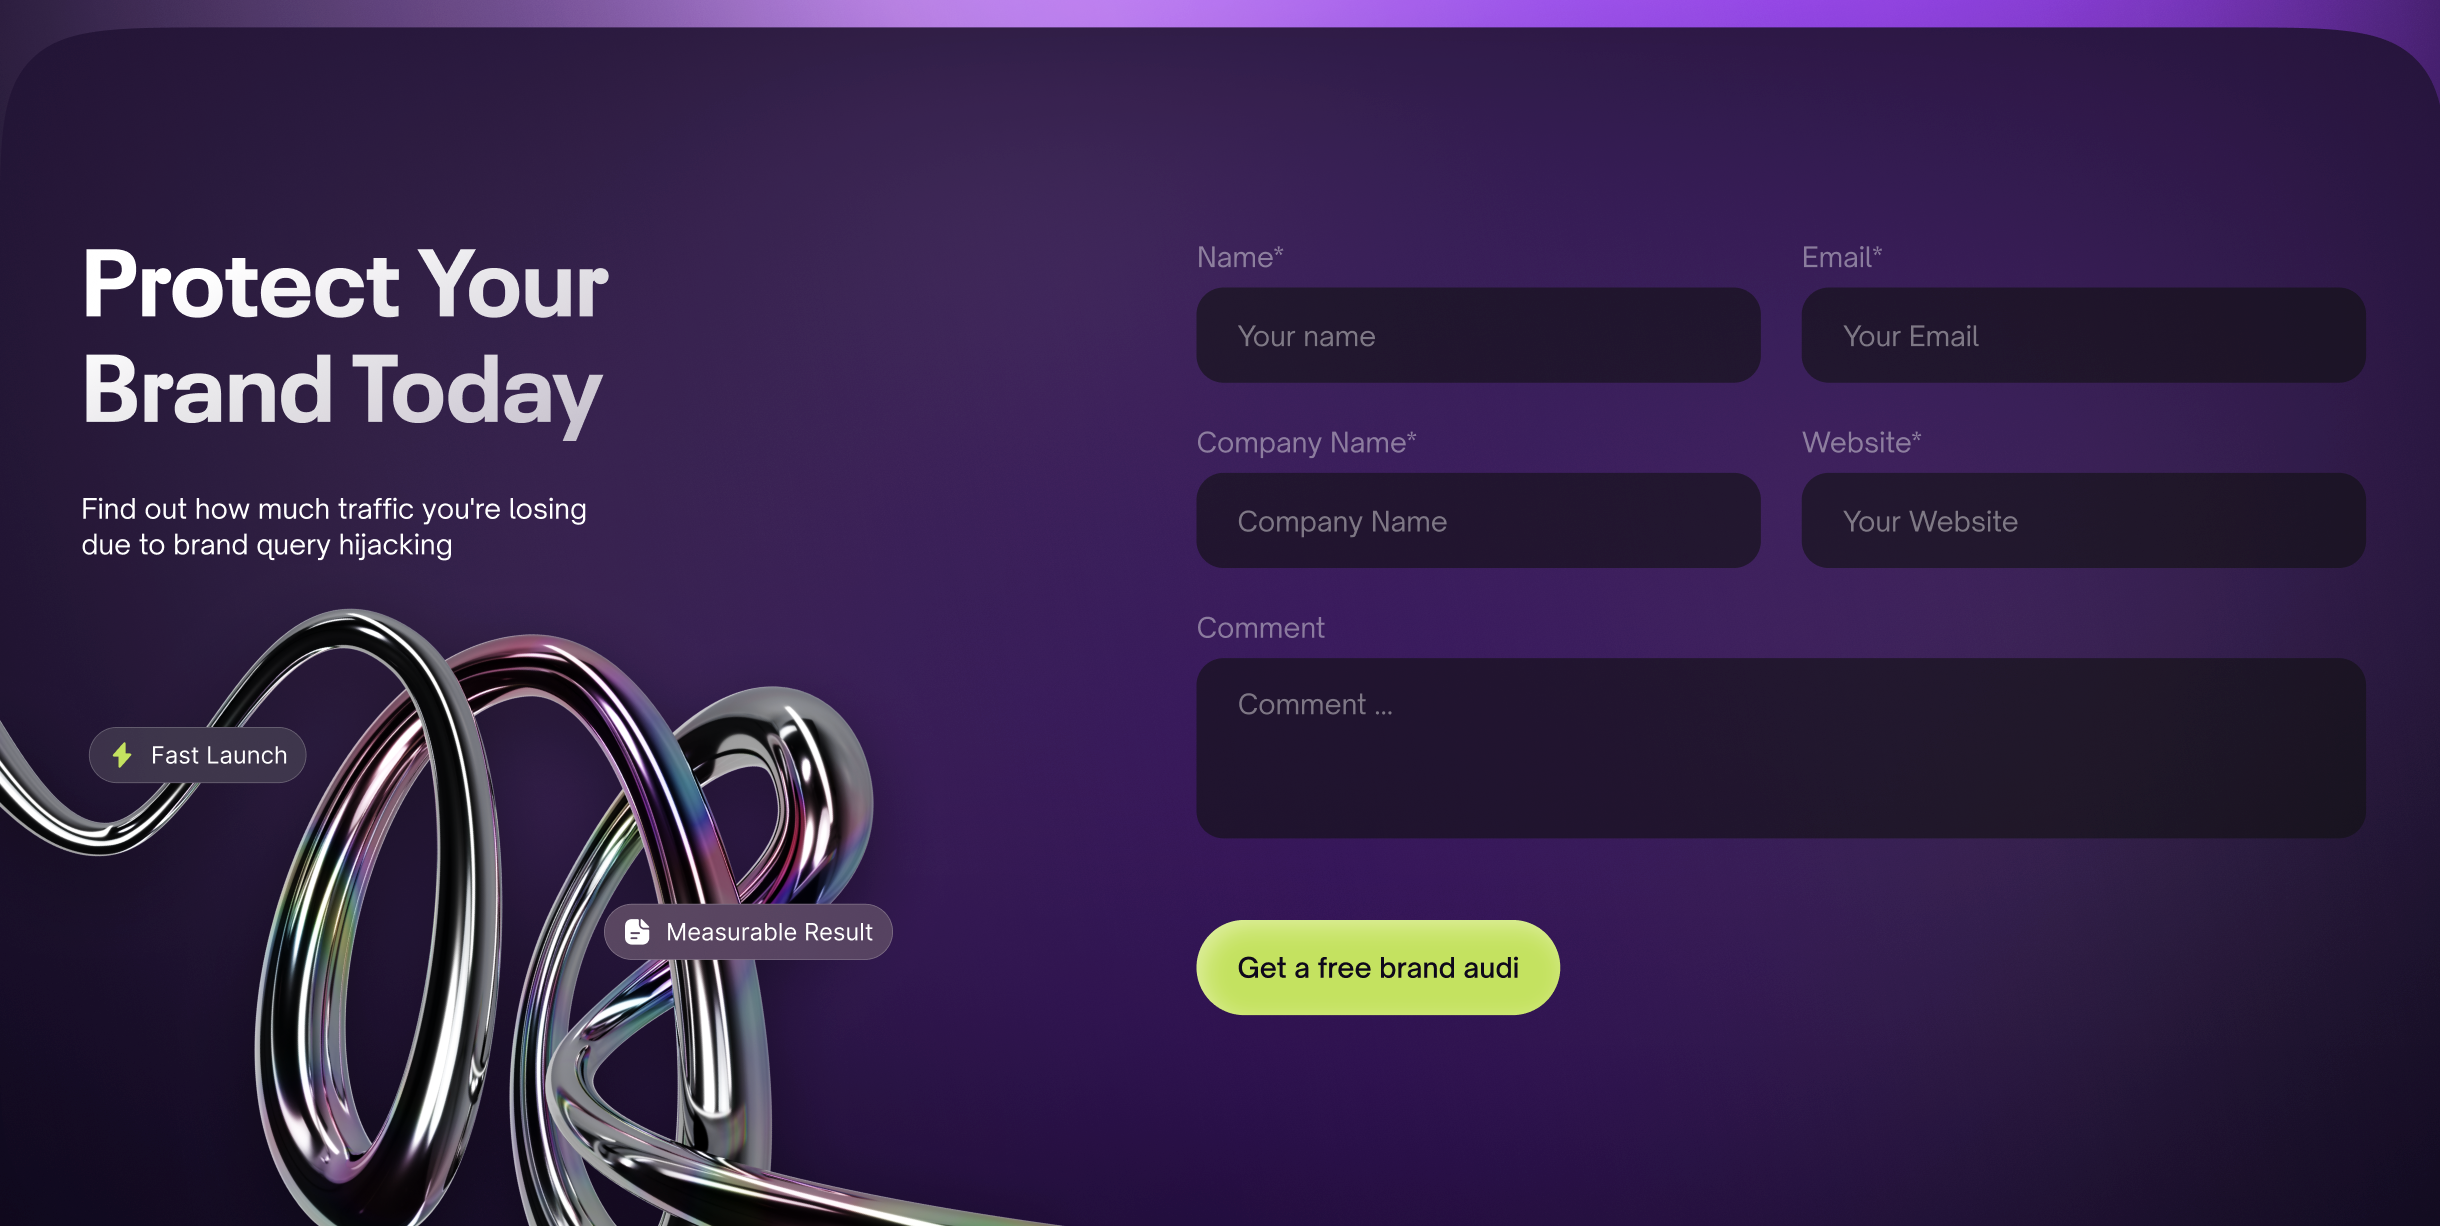 Protect Your
Brand Today
Find out how much traffic you're losing
due to brand query hijacking
Fast Launch
Measurable Result
Name*
Your name
Email*
Your Email
Company Name*
Company Name
Website*
Your Website
Comment
Comment ...
Get a free brand audi